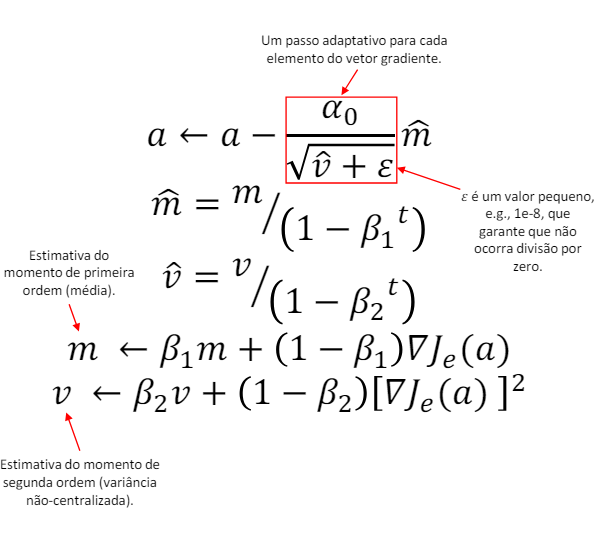 Um passo adaptativo para cada
elemento do vetor gradiente.
a ← a − α₀ / √(v̂ + ε) m̂
m̂ = m/(1 − β₁ᵗ)
ε é um valor pequeno,
e.g., 1e-8, que
garante que não
ocorra divisão por
zero.
v̂ = v/(1 − β₂ᵗ)
Estimativa do
momento de primeira
ordem (média).
m ← β₁m + (1 − β₁)∇Jₑ(a)
v ← β₂v + (1 − β₂)[∇Jₑ(a) ]²
Estimativa do momento de
segunda ordem (variância
não-centralizada).